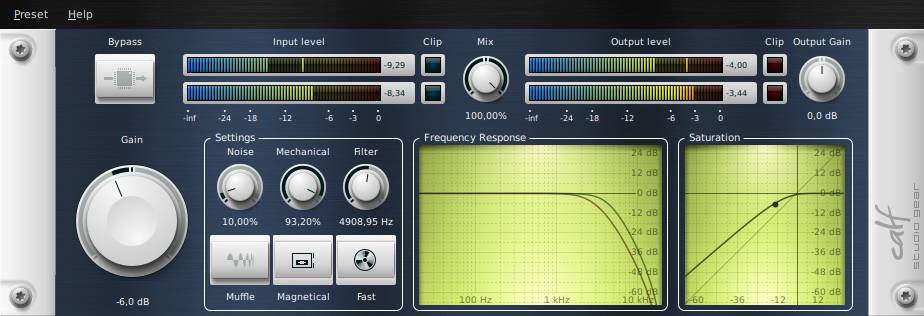 Preset Help
Bypass Input level Clip Mix Output level Clip Output Gain
-9,29 -4,00
-8,34 -3,44
-inf -24 -18 -12 -6 -3 0 100,00% -inf -24 -18 -12 -6 -3 0 0,0 dB
Gain Settings Frequency Response Saturation
Noise Mechanical Filter
24 dB 24 dB
12 dB 12 dB
0 dB 0 dB
10,00% 93,20% 4908,95 Hz
-12 dB -12 dB
-24 dB -24 dB
-36 dB -36 dB
-48 dB -48 dB
-60 dB -60 dB
100 Hz 1 kHz 10 kHz -60 -36 -12 12
Muffle Magnetical Fast
-6,0 dB
calf
studio gear